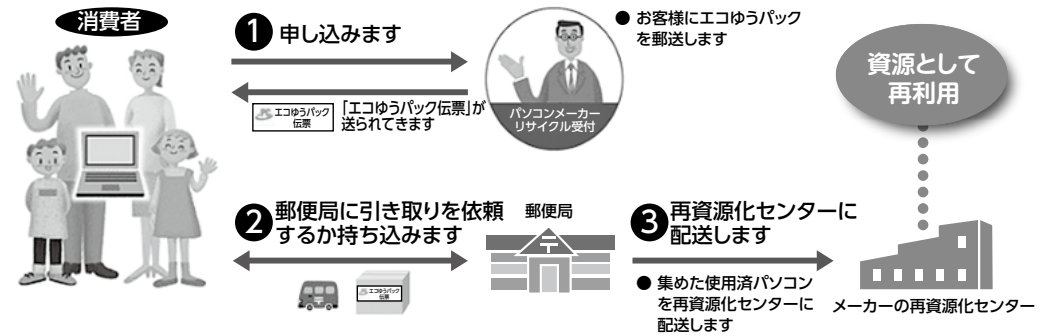 消費者
❶ 申し込みます
● お客様にエコゆうパック
を郵送します
エコゆうパック
伝票
「エコゆうパック伝票」が
送られてきます
パソコンメーカー
リサイクル受付
資源として
再利用
❷ 郵便局に引き取りを依頼
するか持ち込みます
エコゆうパック
伝票
郵便局
〒
❸ 再資源化センターに
配送します
● 集めた使用済パソコン
を再資源化センターに
配送します
メーカーの再資源化センター